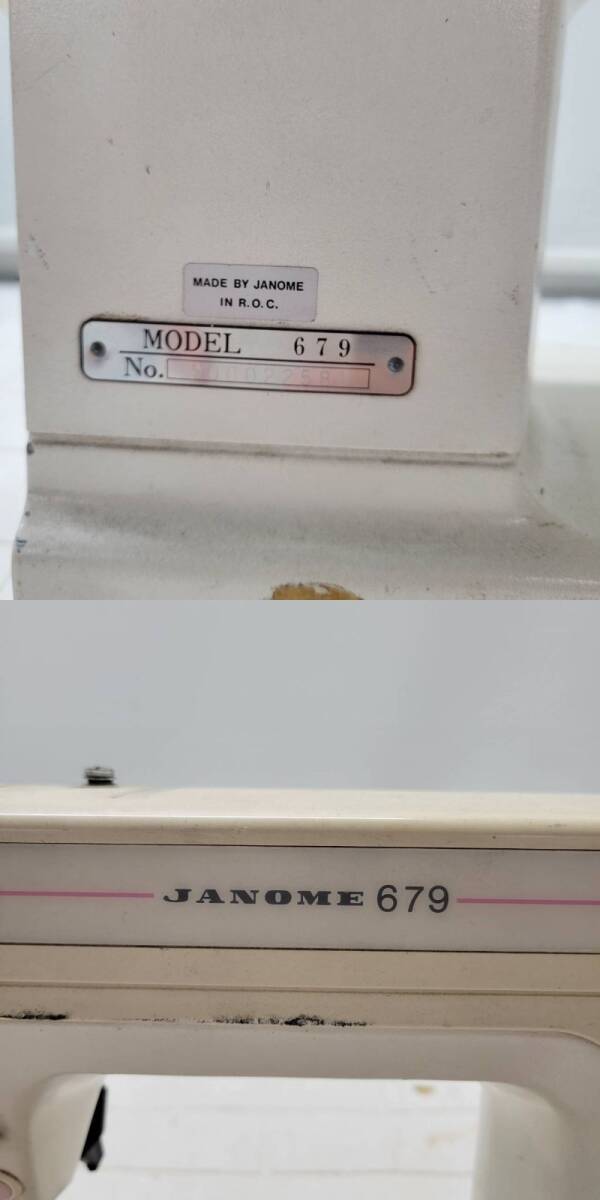 MADE BY JANOME
IN R.O.C.
MODEL 679
No.
JANOME 679